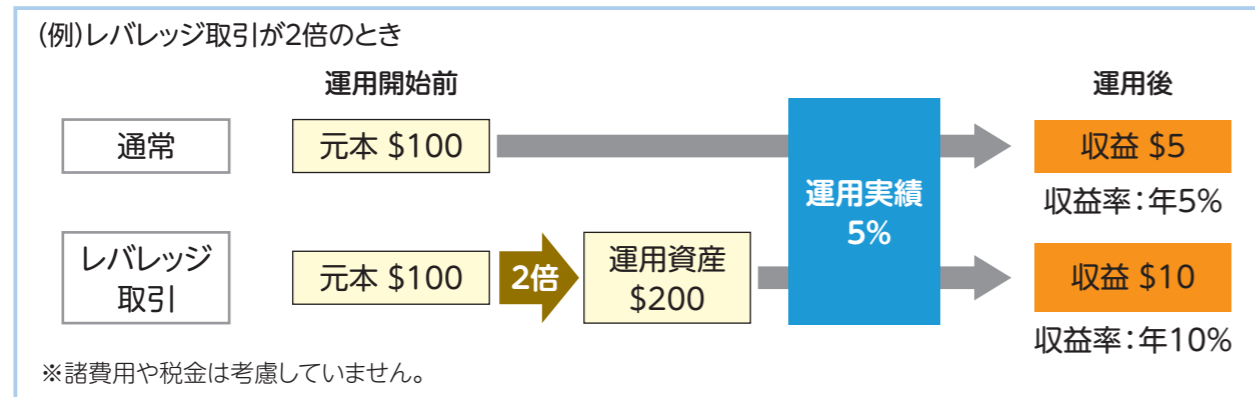 (例)レバレッジ取引が2倍のとき
運用開始前
運用後
通常
元本 $100
収益 $5
運用実績
5%
収益率：年5%
レバレッジ
取引
元本 $100
2倍
運用資産
$200
収益 $10
収益率：年10%
※諸費用や税金は考慮していません。